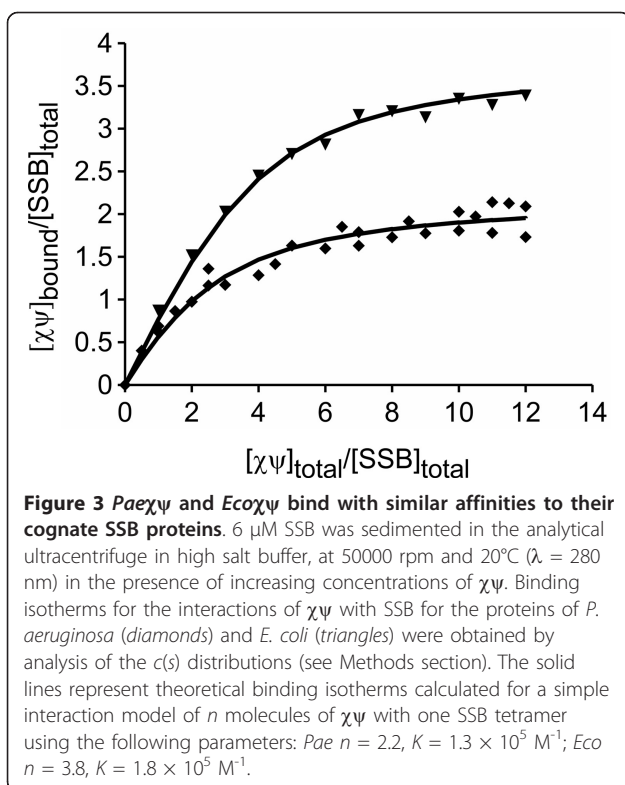 4
3.5
3
2.5
2
1.5
1
0.5
0
[χψ]bound/[SSB]total
0 2 4 6 8 10 12 14
[χψ]total/[SSB]total
Figure 3 Paeχψ and Ecoχψ bind with similar affinities to their
cognate SSB proteins. 6 μM SSB was sedimented in the analytical
ultracentrifuge in high salt buffer, at 50000 rpm and 20°C (λ = 280
nm) in the presence of increasing concentrations of χψ. Binding
isotherms for the interactions of χψ with SSB for the proteins of P.
aeruginosa (diamonds) and E. coli (triangles) were obtained by
analysis of the c(s) distributions (see Methods section). The solid
lines represent theoretical binding isotherms calculated for a simple
interaction model of n molecules of χψ with one SSB tetramer
using the following parameters: Pae n = 2.2, K = 1.3 × 10⁵ M⁻¹; Eco
n = 3.8, K = 1.8 × 10⁵ M⁻¹.